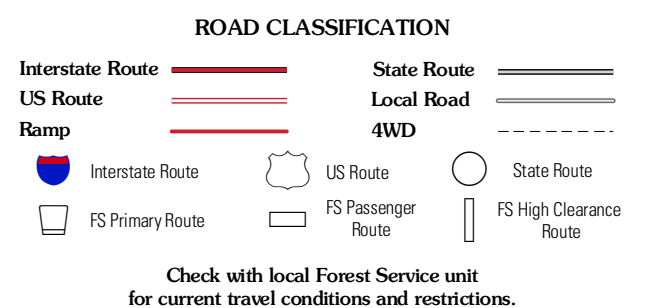 ROAD CLASSIFICATION
Interstate Route
State Route
US Route
Local Road
Ramp
4WD
Interstate Route
US Route
State Route
FS Primary Route
FS Passenger
Route
FS High Clearance
Route
Check with local Forest Service unit
for current travel conditions and restrictions.